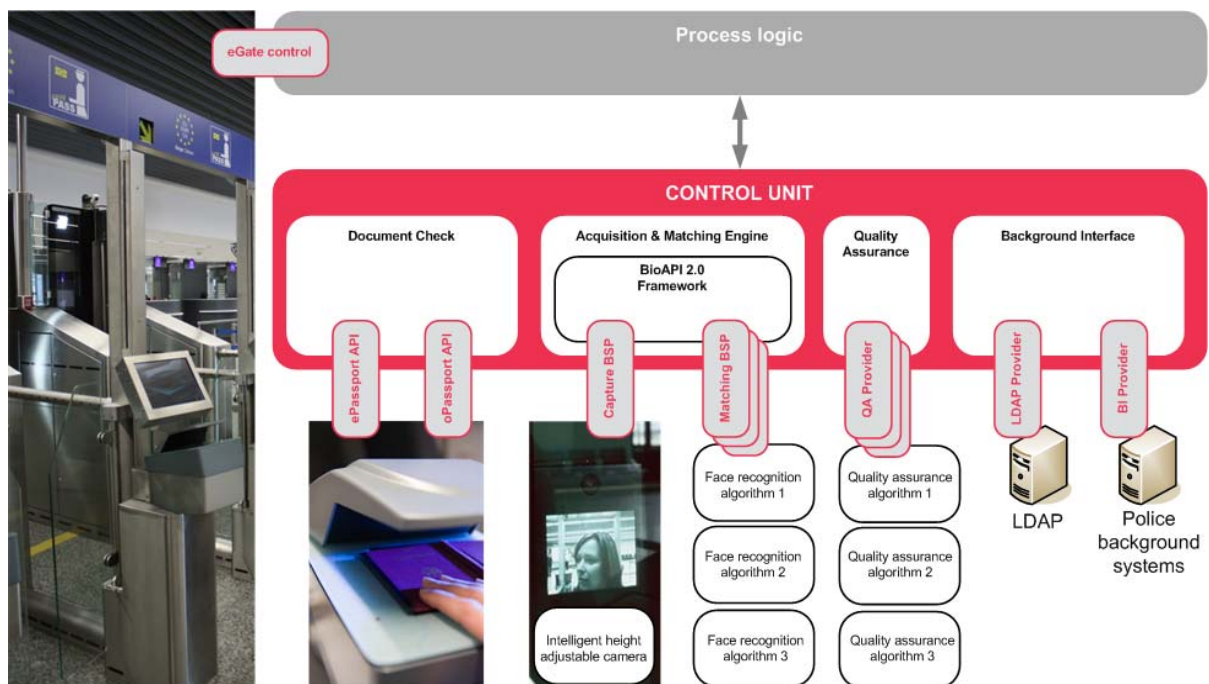 Process logic
eGate control
PASS
CONTROL UNIT
Document Check
Acquisition & Matching Engine
BioAPI 2.0
Framework
Quality
Assurance
Background Interface
ePassport API
oPassport API
Capture BSP
Matching BSP
QA Provider
LDAP Provider
BI Provider
Face recognition
algorithm 1
Face recognition
algorithm 2
Face recognition
algorithm 3
Quality assurance
algorithm 1
Quality assurance
algorithm 2
Quality assurance
algorithm 3
LDAP
Police
background
systems
Intelligent height
adjustable camera